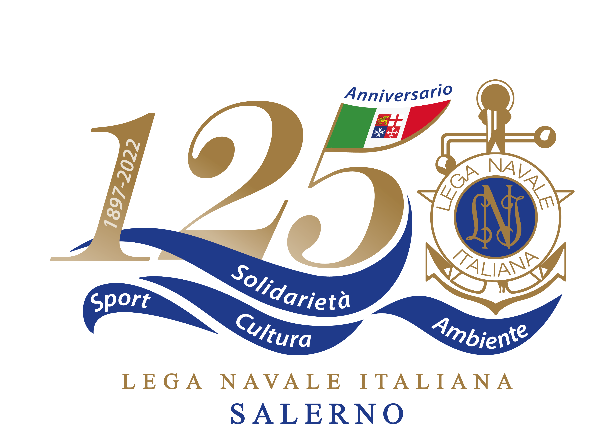 Anniversario
125
1897-2022
LEGA NAVALE
LNI
ITALIANA
Solidarietà
Sport
Cultura
Ambiente
LEGA NAVALE ITALIANA
SALERNO